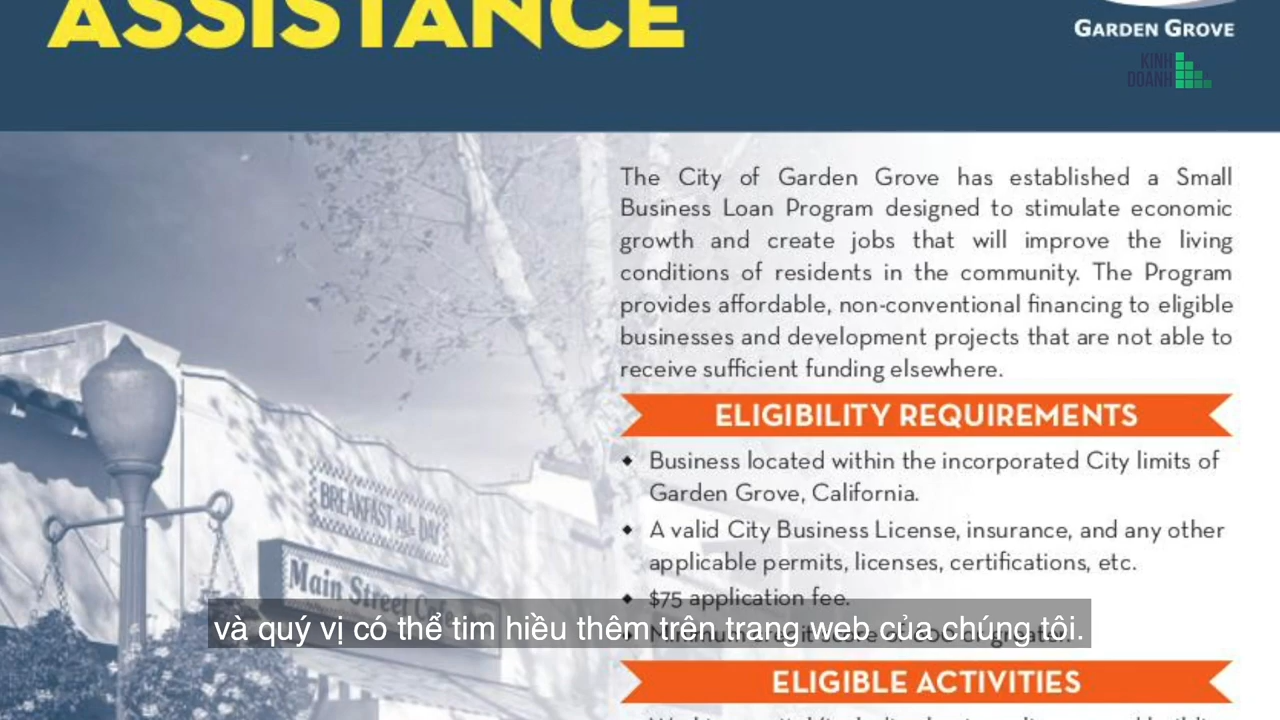 ASSISTANCE
GARDEN GROVE
KINH
DOANH
The City of Garden Grove has established a Small
Business Loan Program designed to stimulate economic
growth and create jobs that will improve the living
conditions of residents in the community. The Program
provides affordable, non-conventional financing to eligible
businesses and development projects that are not able to
receive sufficient funding elsewhere.
ELIGIBILITY REQUIREMENTS
Business located within the incorporated City limits of
Garden Grove, California.
A valid City Business License, insurance, and any other
applicable permits, licenses, certifications, etc.
$75 application fee.
BREAKFAST ALL DAY
Main Street
và quý vị có thể tim hiều thêm trên trang web của chúng tôi.
ELIGIBLE ACTIVITIES